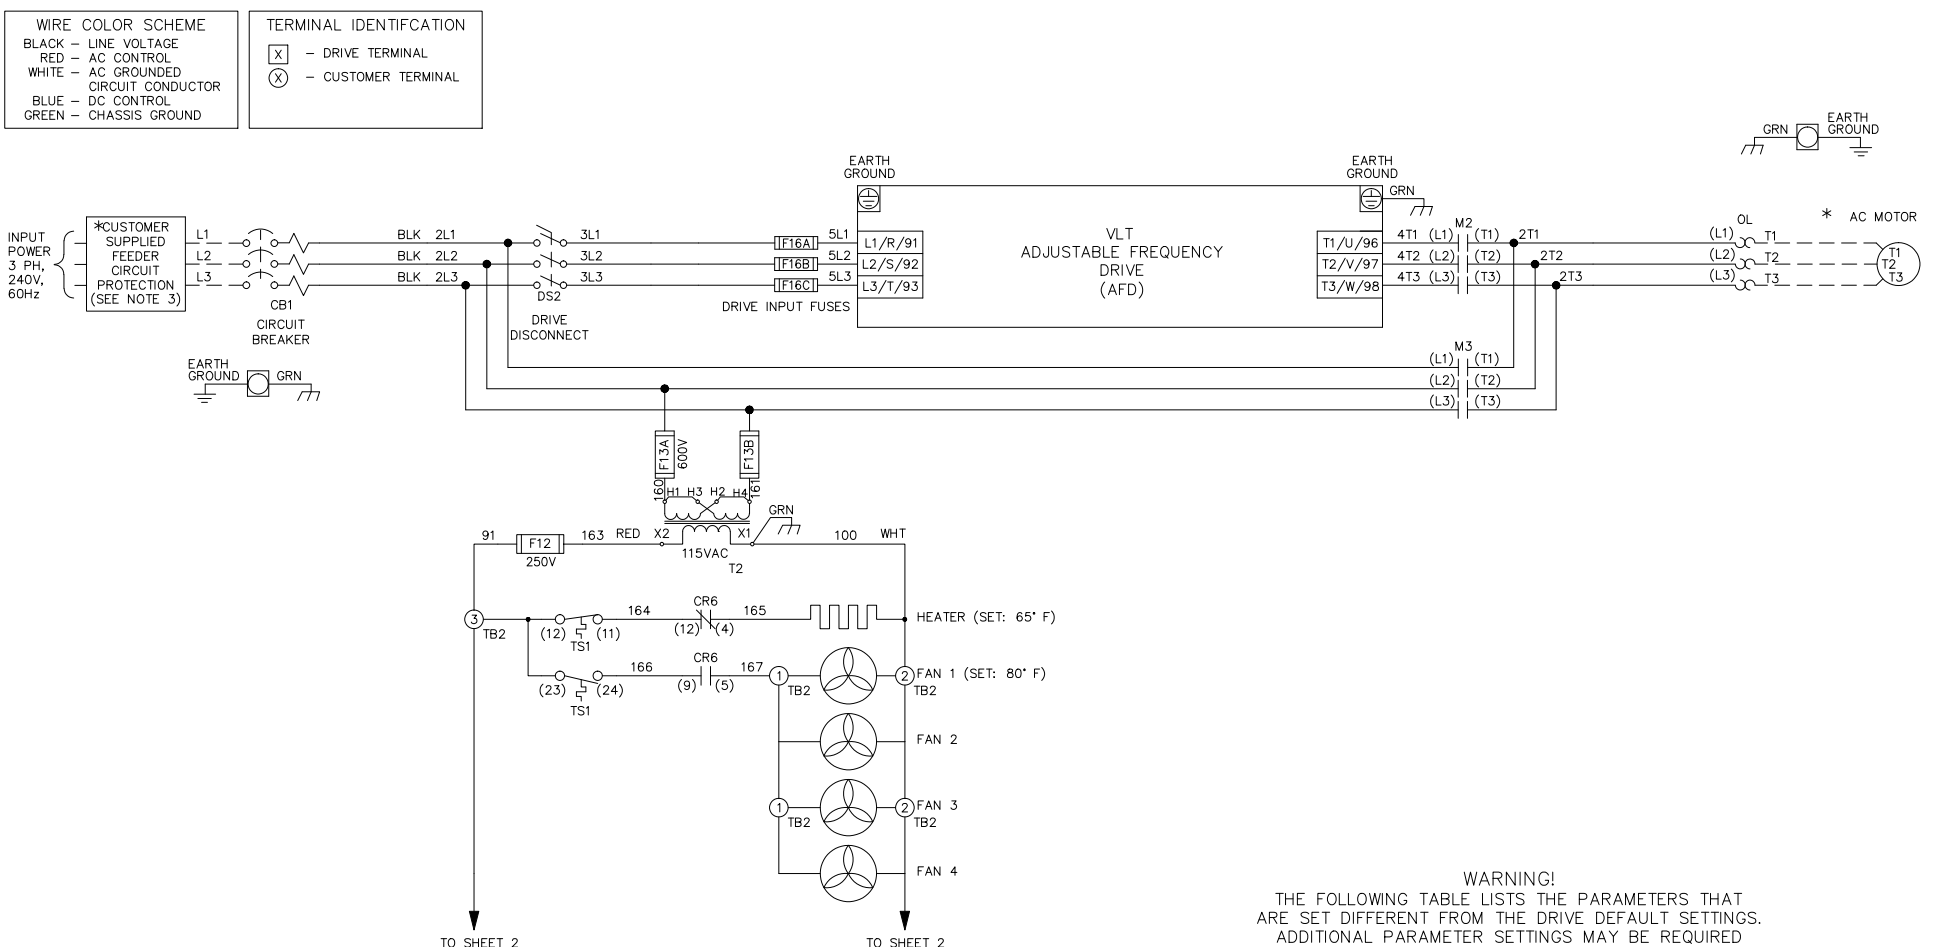 WIRE COLOR SCHEME
BLACK – LINE VOLTAGE
RED – AC CONTROL
WHITE – AC GROUNDED
CIRCUIT CONDUCTOR
BLUE – DC CONTROL
GREEN – CHASSIS GROUND
TERMINAL IDENTIFCATION
X – DRIVE TERMINAL
X – CUSTOMER TERMINAL
GRN
EARTH
GROUND
INPUT
POWER
3 PH,
240V,
60Hz
*CUSTOMER
SUPPLIED
FEEDER
CIRCUIT
PROTECTION
(SEE NOTE 3)
L1
L2
L3
CB1
CIRCUIT
BREAKER
BLK 2L1
BLK 2L2
BLK 2L3
3L1
3L2
3L3
DS2
DRIVE
DISCONNECT
F16A
F16B
F16C
DRIVE INPUT FUSES
5L1
5L2
5L3
EARTH
GROUND
L1/R/91
L2/S/92
L3/T/93
VLT
ADJUSTABLE FREQUENCY
DRIVE
(AFD)
EARTH
GROUND
GRN
T1/U/96
T2/V/97
T3/W/98
M2
4T1 (L1) (T1) 2T1
4T2 (L2) (T2) 2T2
4T3 (L3) (T3) 2T3
OL
(L1) T1
(L2) T2
(L3) T3
* AC MOTOR
T1
T2
T3
M3
(L1) (T1)
(L2) (T2)
(L3) (T3)
EARTH
GROUND
GRN
F13A
600V
F13B
160
161
H1 H3 H2 H4
GRN
91
F12
250V
163 RED X2
X1
115VAC
T2
100 WHT
3
TB2
(12) (11)
TS1
164
CR6
(12) (4)
165
HEATER (SET: 65° F)
(23) (24)
TS1
166
CR6
(9) (5)
167
1
TB2
2
TB2
FAN 1 (SET: 80° F)
FAN 2
1
TB2
2
TB2
FAN 3
FAN 4
TO SHEET 2
TO SHEET 2
WARNING!
THE FOLLOWING TABLE LISTS THE PARAMETERS THAT
ARE SET DIFFERENT FROM THE DRIVE DEFAULT SETTINGS.
ADDITIONAL PARAMETER SETTINGS MAY BE REQUIRED